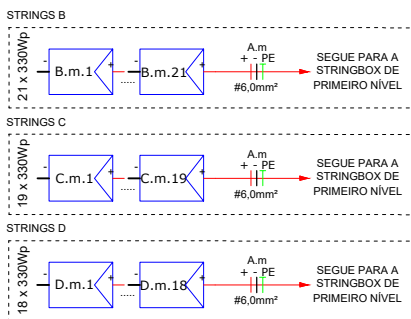 STRINGS B
21 x 330Wp
- B.m.1 +
.....
- B.m.21 +
A.m
+ - PE
#6,0mm²
SEGUE PARA A
STRINGBOX DE
PRIMEIRO NÍVEL
STRINGS C
19 x 330Wp
- C.m.1 +
.....
- C.m.19 +
A.m
+ - PE
#6,0mm²
SEGUE PARA A
STRINGBOX DE
PRIMEIRO NÍVEL
STRINGS D
18 x 330Wp
- D.m.1 +
.....
- D.m.18 +
A.m
+ - PE
#6,0mm²
SEGUE PARA A
STRINGBOX DE
PRIMEIRO NÍVEL